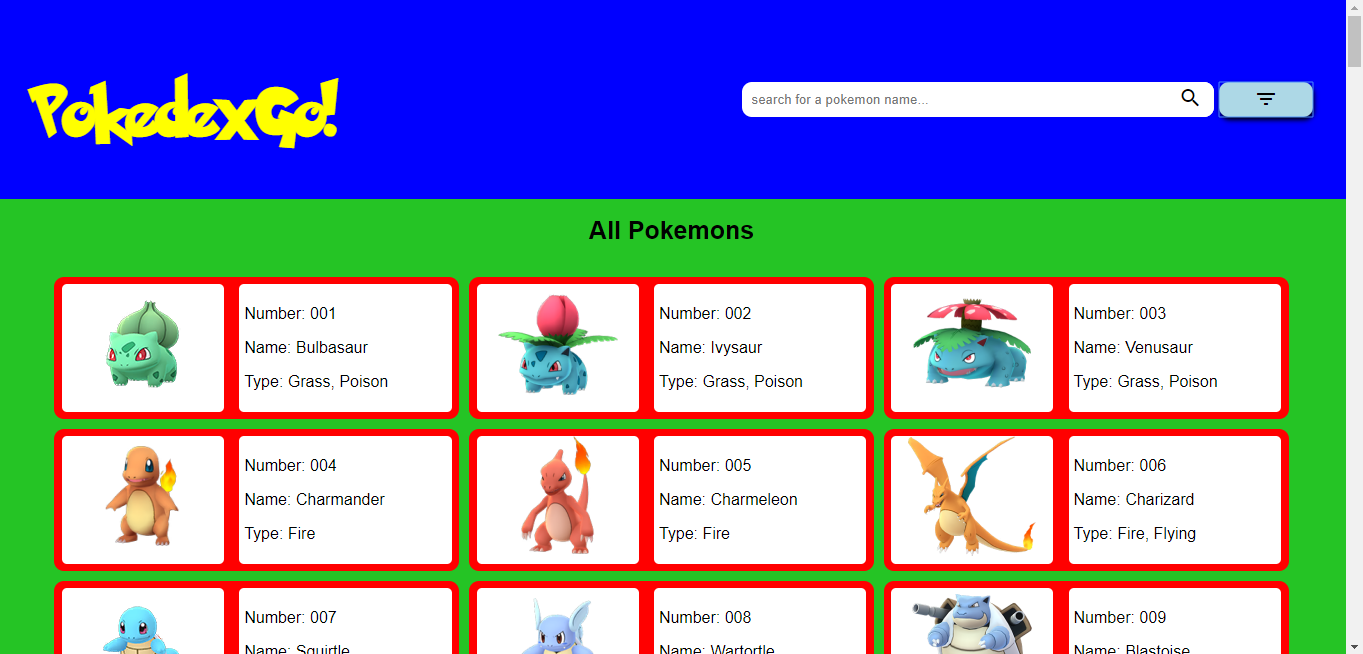 PokedexGo!
search for a pokemon name...
All Pokemons
Number: 001
Name: Bulbasaur
Type: Grass, Poison
Number: 002
Name: Ivysaur
Type: Grass, Poison
Number: 003
Name: Venusaur
Type: Grass, Poison
Number: 004
Name: Charmander
Type: Fire
Number: 005
Name: Charmeleon
Type: Fire
Number: 006
Name: Charizard
Type: Fire, Flying
Number: 007
Name: Squirtle
Number: 008
Name: Wartortle
Number: 009
Name: Blastoise